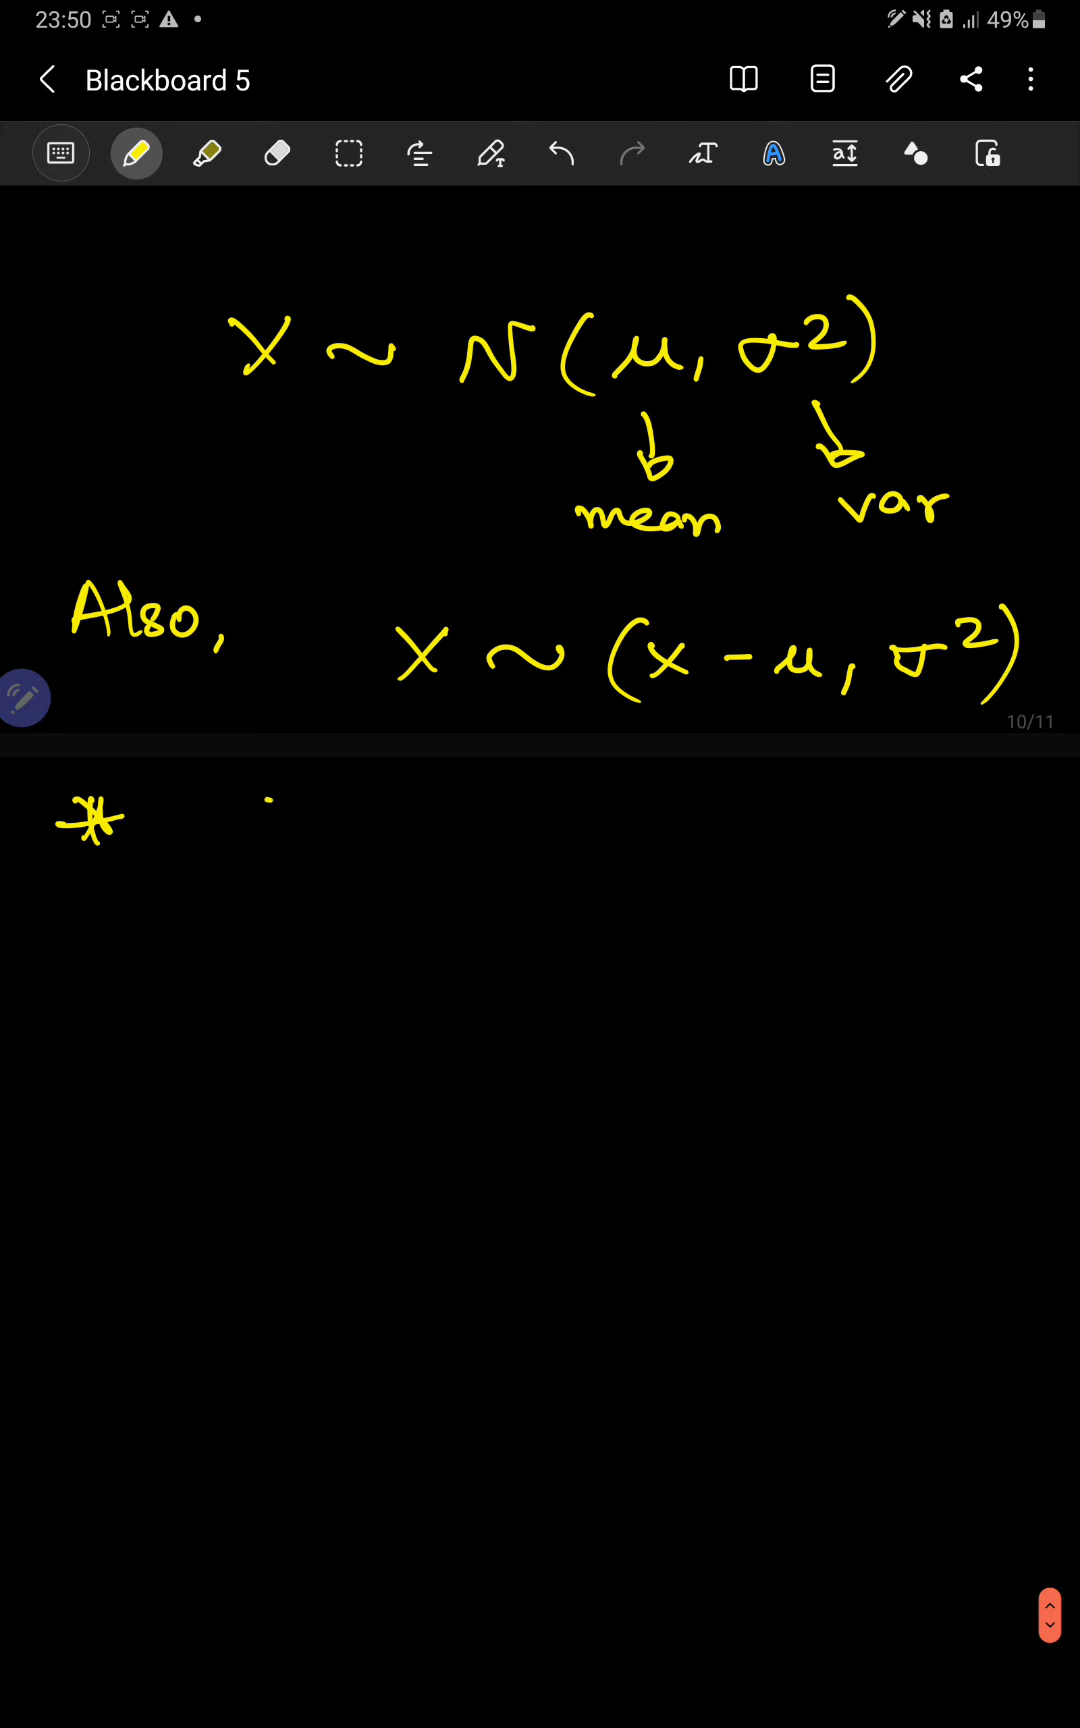 23:50 49%
Blackboard 5
X ~ N(μ, σ²)
mean var
Also, X ~ (x - μ, σ²)
10/11
*